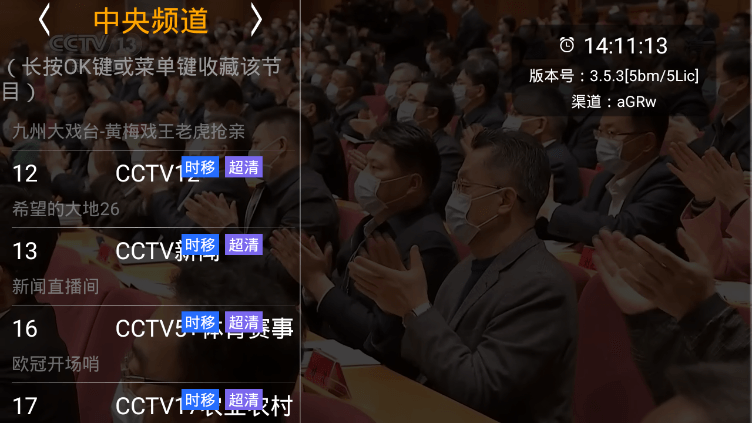 中央频道
CCTV 13
（长按OK键或菜单键收藏该节
目）
九州大戏台-黄梅戏王老虎抢亲
12 CCTV12 时移 超清
希望的大地26
13 CCTV新闻 时移 超清
新闻直播间
16 CCTV5+体育赛事 时移 超清
欧冠开场哨
17 CCTV17农业农村 时移 超清
14:11:13
版本号：3.5.3[5bm/5Lic]
渠道：aGRw